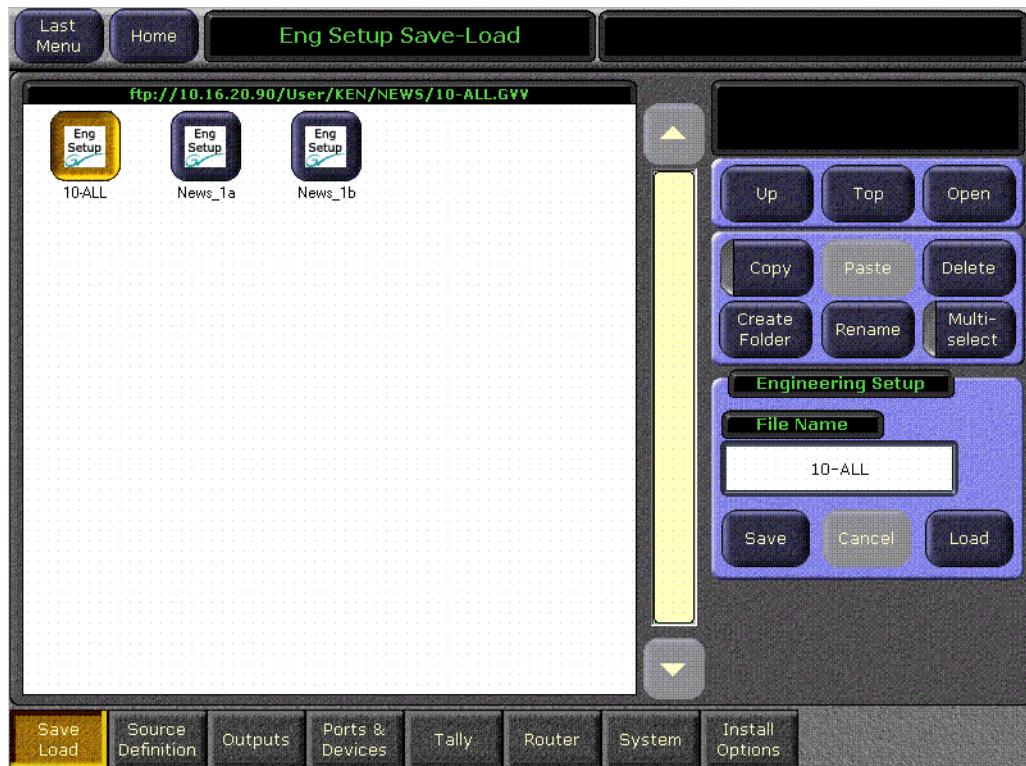 Last
Menu
Home
Eng Setup Save-Load
ftp://10.16.20.90/User/KEN/NEWS/10-ALL.GVV
Eng
Setup
10-ALL
Eng
Setup
News_1a
Eng
Setup
News_1b
Up
Top
Open
Copy
Paste
Delete
Create
Folder
Rename
Multi-
select
Engineering Setup
File Name
10-ALL
Save
Cancel
Load
Save
Load
Source
Definition
Outputs
Ports &
Devices
Tally
Router
System
Install
Options